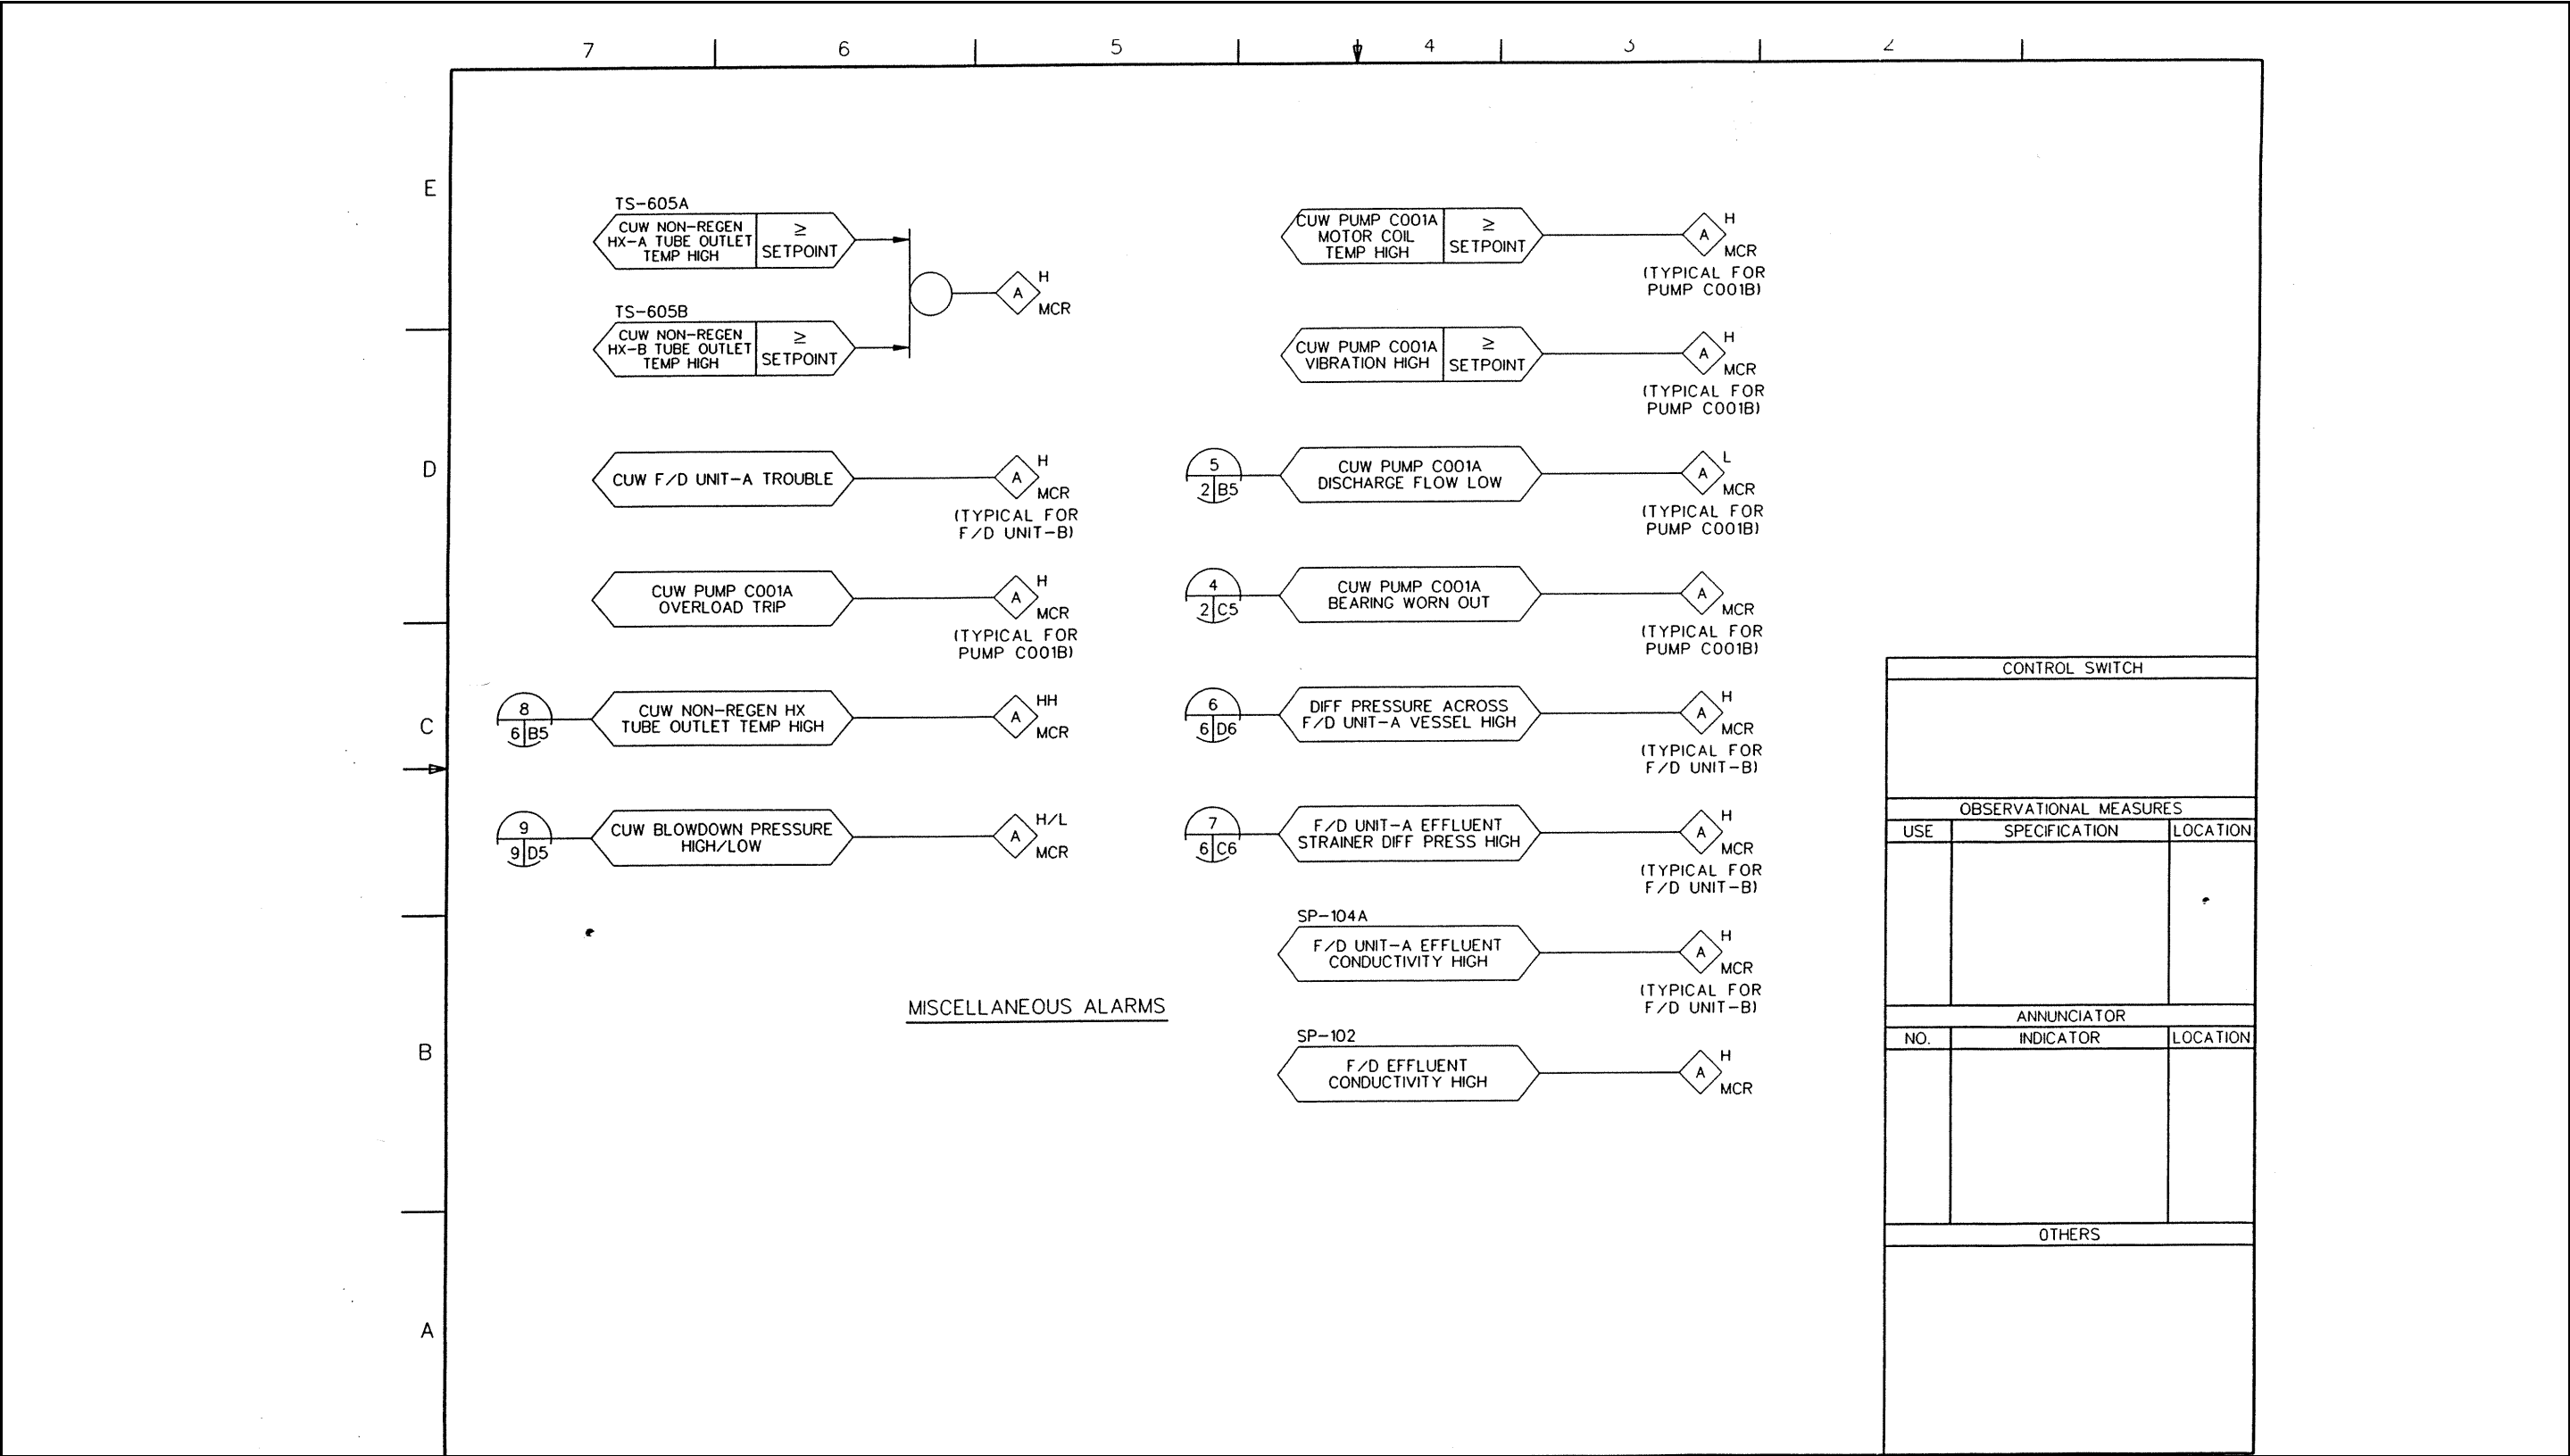 7 6 5 4 3 2
E
D
C
B
A
TS-605A
CUW NON-REGEN
HX-A TUBE OUTLET
TEMP HIGH
≥
SETPOINT
TS-605B
CUW NON-REGEN
HX-B TUBE OUTLET
TEMP HIGH
≥
SETPOINT
A
H
MCR
CUW F/D UNIT-A TROUBLE
A
H
MCR
(TYPICAL FOR
F/D UNIT-B)
CUW PUMP C001A
OVERLOAD TRIP
A
H
MCR
(TYPICAL FOR
PUMP C001B)
8
6 B5
CUW NON-REGEN HX
TUBE OUTLET TEMP HIGH
A
HH
MCR
9
9 D5
CUW BLOWDOWN PRESSURE
HIGH/LOW
A
H/L
MCR
CUW PUMP C001A
MOTOR COIL
TEMP HIGH
≥
SETPOINT
A
H
MCR
(TYPICAL FOR
PUMP C001B)
CUW PUMP C001A
VIBRATION HIGH
≥
SETPOINT
A
H
MCR
(TYPICAL FOR
PUMP C001B)
5
2 B5
CUW PUMP C001A
DISCHARGE FLOW LOW
A
L
MCR
(TYPICAL FOR
PUMP C001B)
4
2 C5
CUW PUMP C001A
BEARING WORN OUT
A
MCR
(TYPICAL FOR
PUMP C001B)
6
6 D6
DIFF PRESSURE ACROSS
F/D UNIT-A VESSEL HIGH
A
H
MCR
(TYPICAL FOR
F/D UNIT-B)
7
6 C6
F/D UNIT-A EFFLUENT
STRAINER DIFF PRESS HIGH
A
H
MCR
(TYPICAL FOR
F/D UNIT-B)
SP-104A
F/D UNIT-A EFFLUENT
CONDUCTIVITY HIGH
A
H
MCR
(TYPICAL FOR
F/D UNIT-B)
SP-102
F/D EFFLUENT
CONDUCTIVITY HIGH
A
H
MCR
MISCELLANEOUS ALARMS
CONTROL SWITCH
OBSERVATIONAL MEASURES
USE SPECIFICATION LOCATION
ANNUNCIATOR
NO. INDICATOR LOCATION
OTHERS